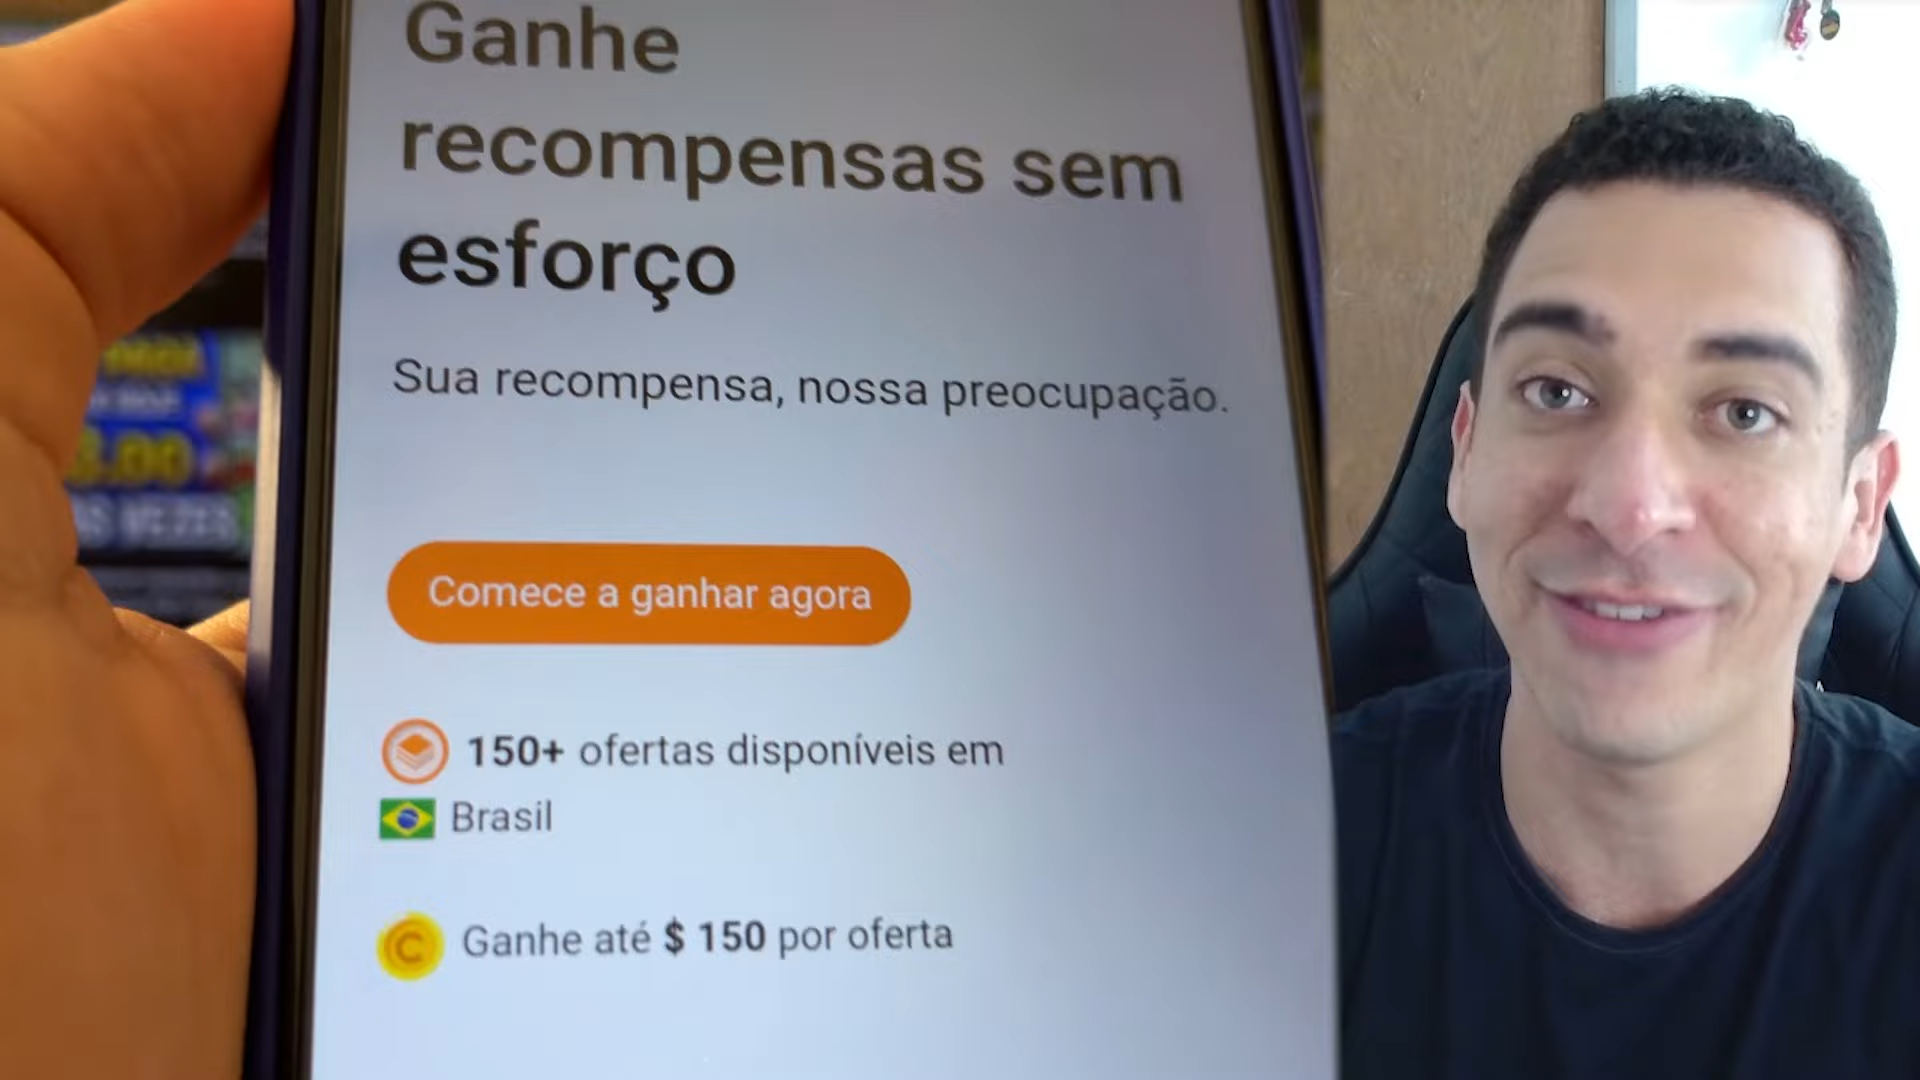 Ganhe
recompensas sem
esforço
Sua recompensa, nossa preocupação.
Comece a ganhar agora
150+ ofertas disponíveis em
Brasil
Ganhe até $ 150 por oferta